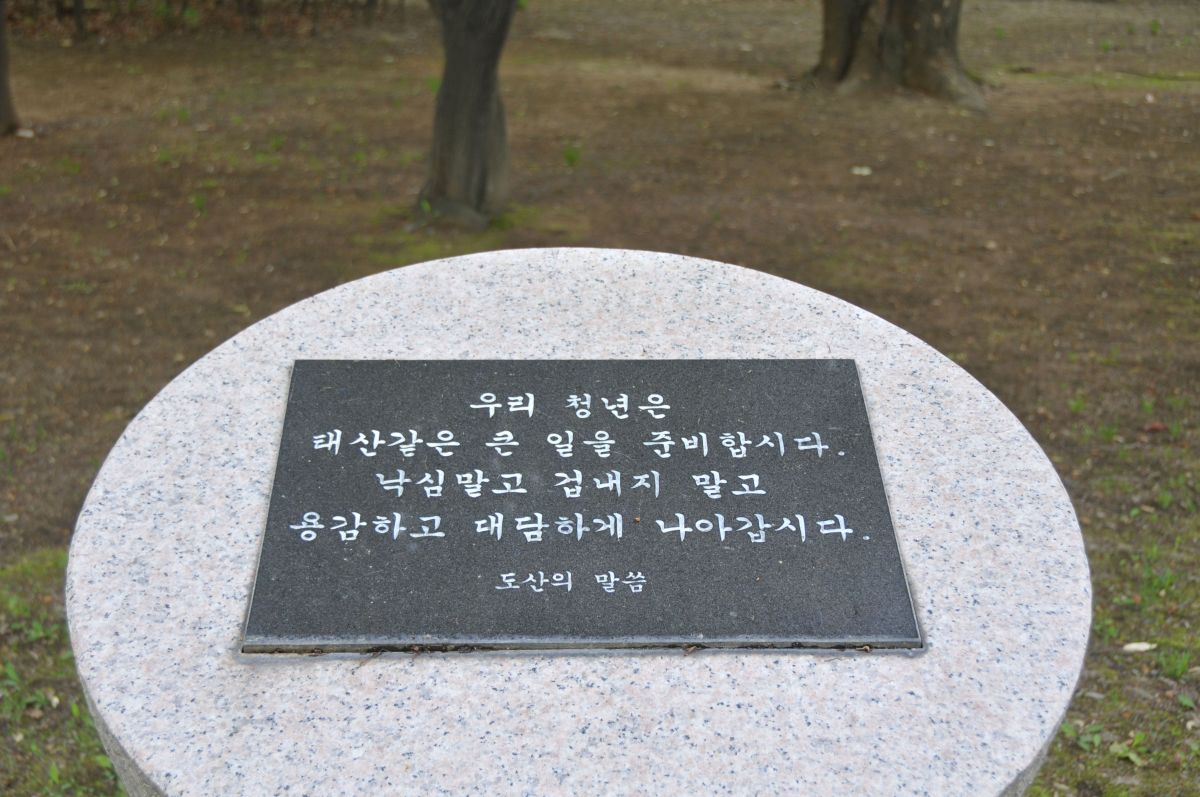 우리 청년은
태산같은 큰 일을 준비합시다.
낙심말고 겁내지 말고
용감하고 대담하게 나아갑시다.
도산의 말씀